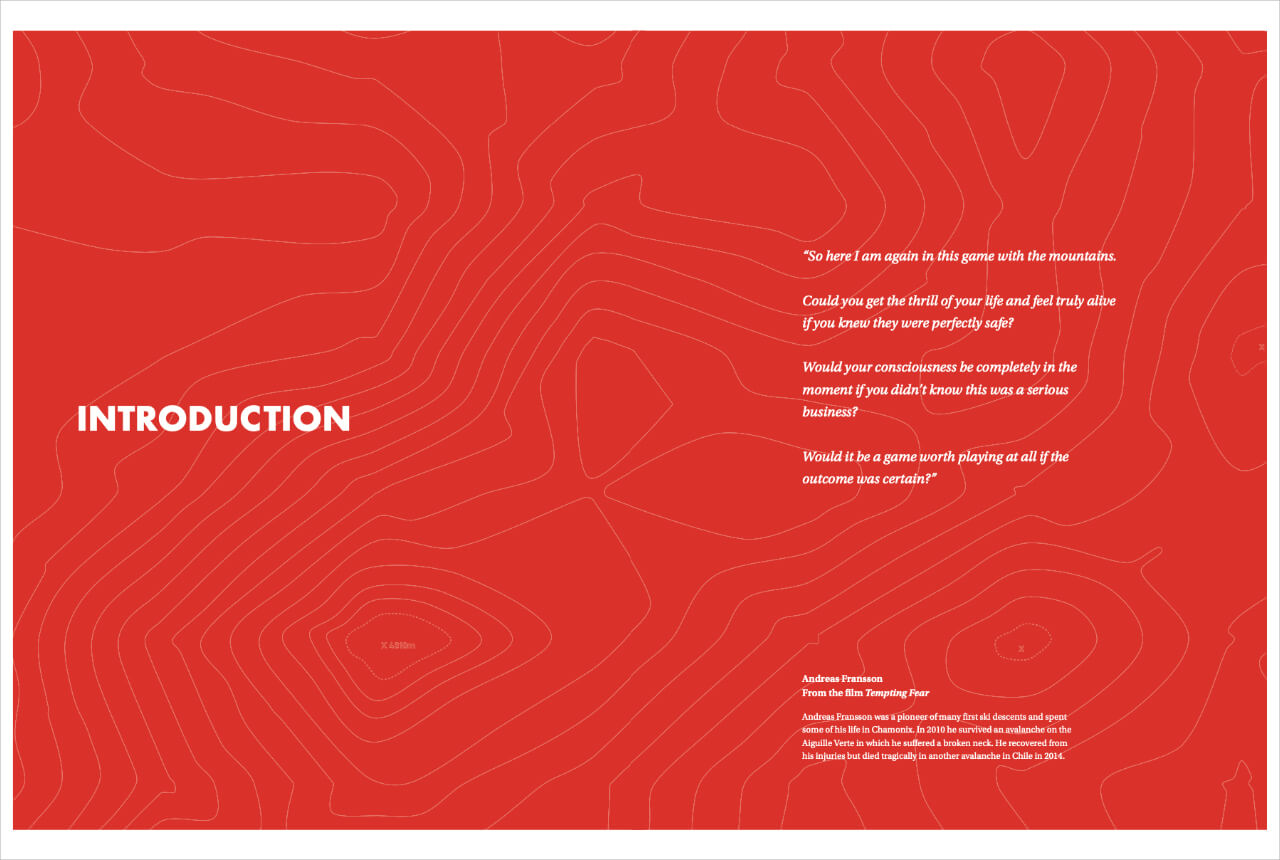 INTRODUCTION
“So here I am again in this game with the mountains.
Could you get the thrill of your life and feel truly alive
if you knew they were perfectly safe?
Would your consciousness be completely in the
moment if you didn’t know this was a serious
business?
Would it be a game worth playing at all if the
outcome was certain?”
X
X
Andreas Fransson
From the film Tempting Fear
Andreas Fransson was a pioneer of many first ski descents and spent
some of his life in Chamonix. In 2010 he survived an avalanche on the
Aiguille Verte in which he suffered a broken neck. He recovered from
his injuries but died tragically in another avalanche in Chile in 2014.